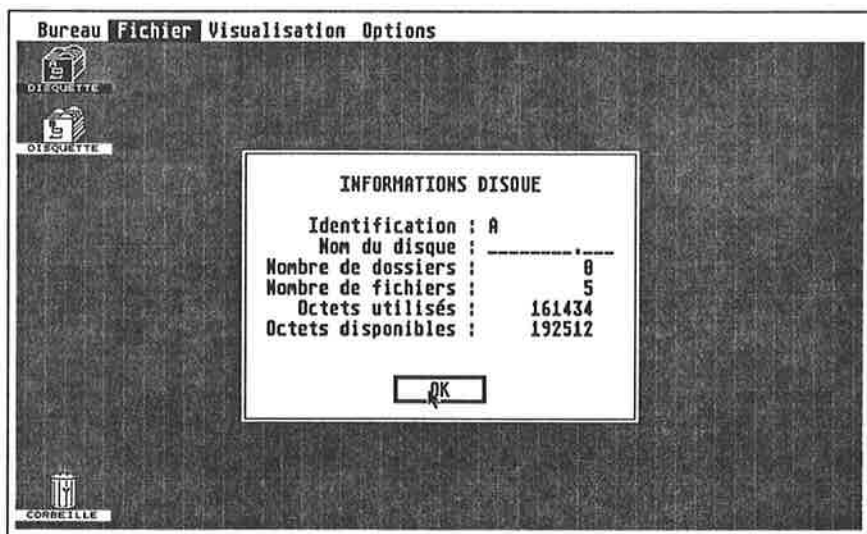 Bureau Fichier Visualisation Options
DISQUETTE
DISQUETTE
INFORMATIONS DISQUE
Identification : A
Nom du disque : ________.___
Nombre de dossiers : 0
Nombre de fichiers : 5
Octets utilisés : 161434
Octets disponibles : 192512
OK
CORBEILLE